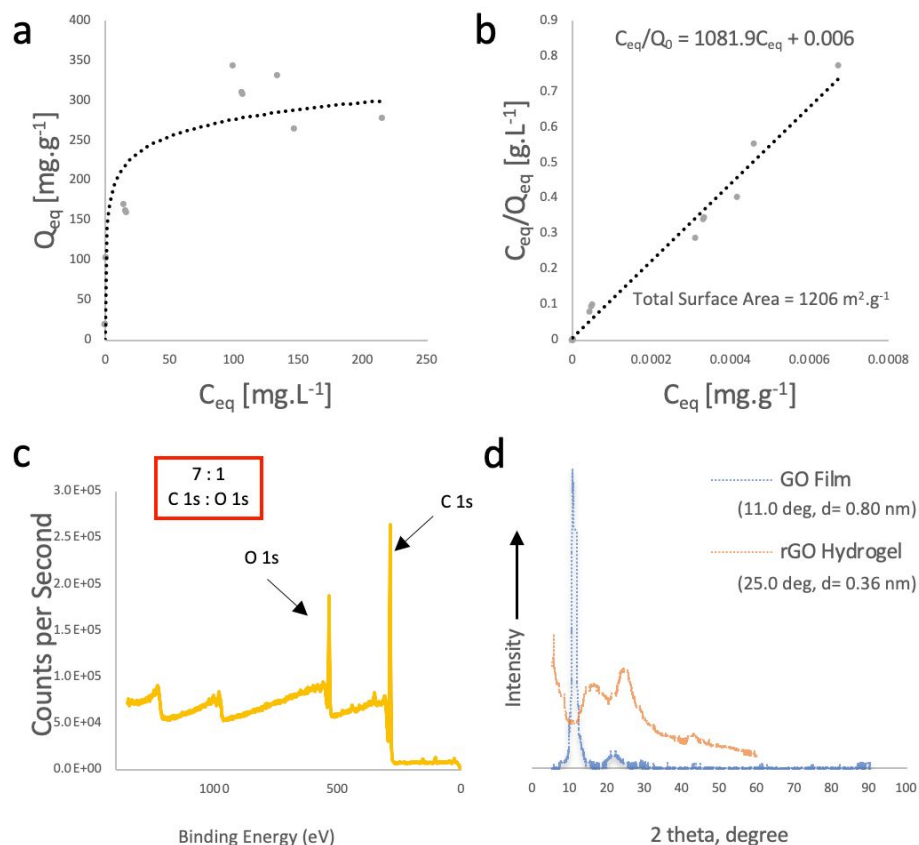 a
400
350
300
250
200
150
100
50
0
Qeq [mg.g-1]
0 50 100 150 200 250
Ceq [mg.L-1]
b
Ceq/Q0 = 1081.9Ceq + 0.006
0.9
0.8
0.7
0.6
0.5
0.4
0.3
0.2
0.1
0
Ceq/Qeq [g.L-1]
Total Surface Area = 1206 m2.g-1
0 0.0002 0.0004 0.0006 0.0008
Ceq [mg.g-1]
c
7 : 1
C 1s : O 1s
C 1s
O 1s
3.0E+05
2.5E+05
2.0E+05
1.5E+05
1.0E+05
5.0E+04
0.0E+00
Counts per Second
1000 500 0
Binding Energy (eV)
d
GO Film
(11.0 deg, d= 0.80 nm)
rGO Hydrogel
(25.0 deg, d= 0.36 nm)
Intensity
0 10 20 30 40 50 60 70 80 90 100
2 theta, degree